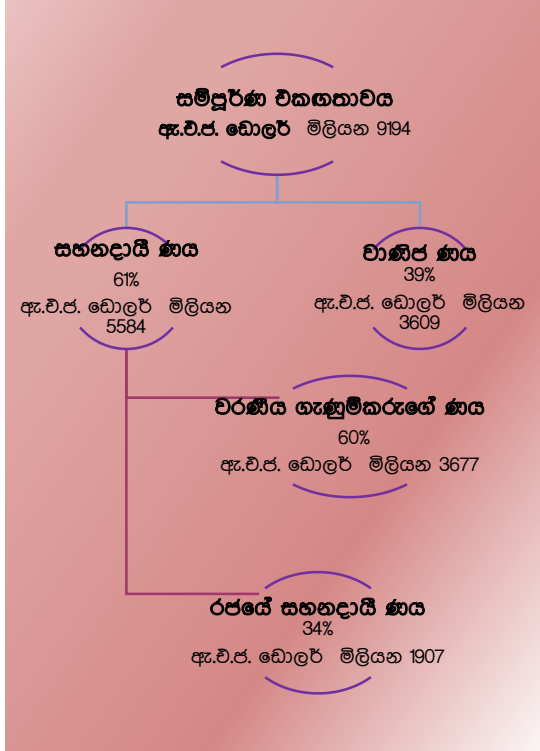 සම්පූර්ණ එකඟතාවය
ඇ.එ.ජ. ඩොලර් මිලියන 9194
සහනදායී ණය
61%
ඇ.එ.ජ. ඩොලර් මිලියන
5584
වාණිජ ණය
39%
ඇ.එ.ජ. ඩොලර් මිලියන
3609
වරණීය ගැණුම්කරුගේ ණය
60%
ඇ.එ.ජ. ඩොලර් මිලියන 3677
රජයේ සහනදායී ණය
34%
ඇ.එ.ජ. ඩොලර් මිලියන 1907